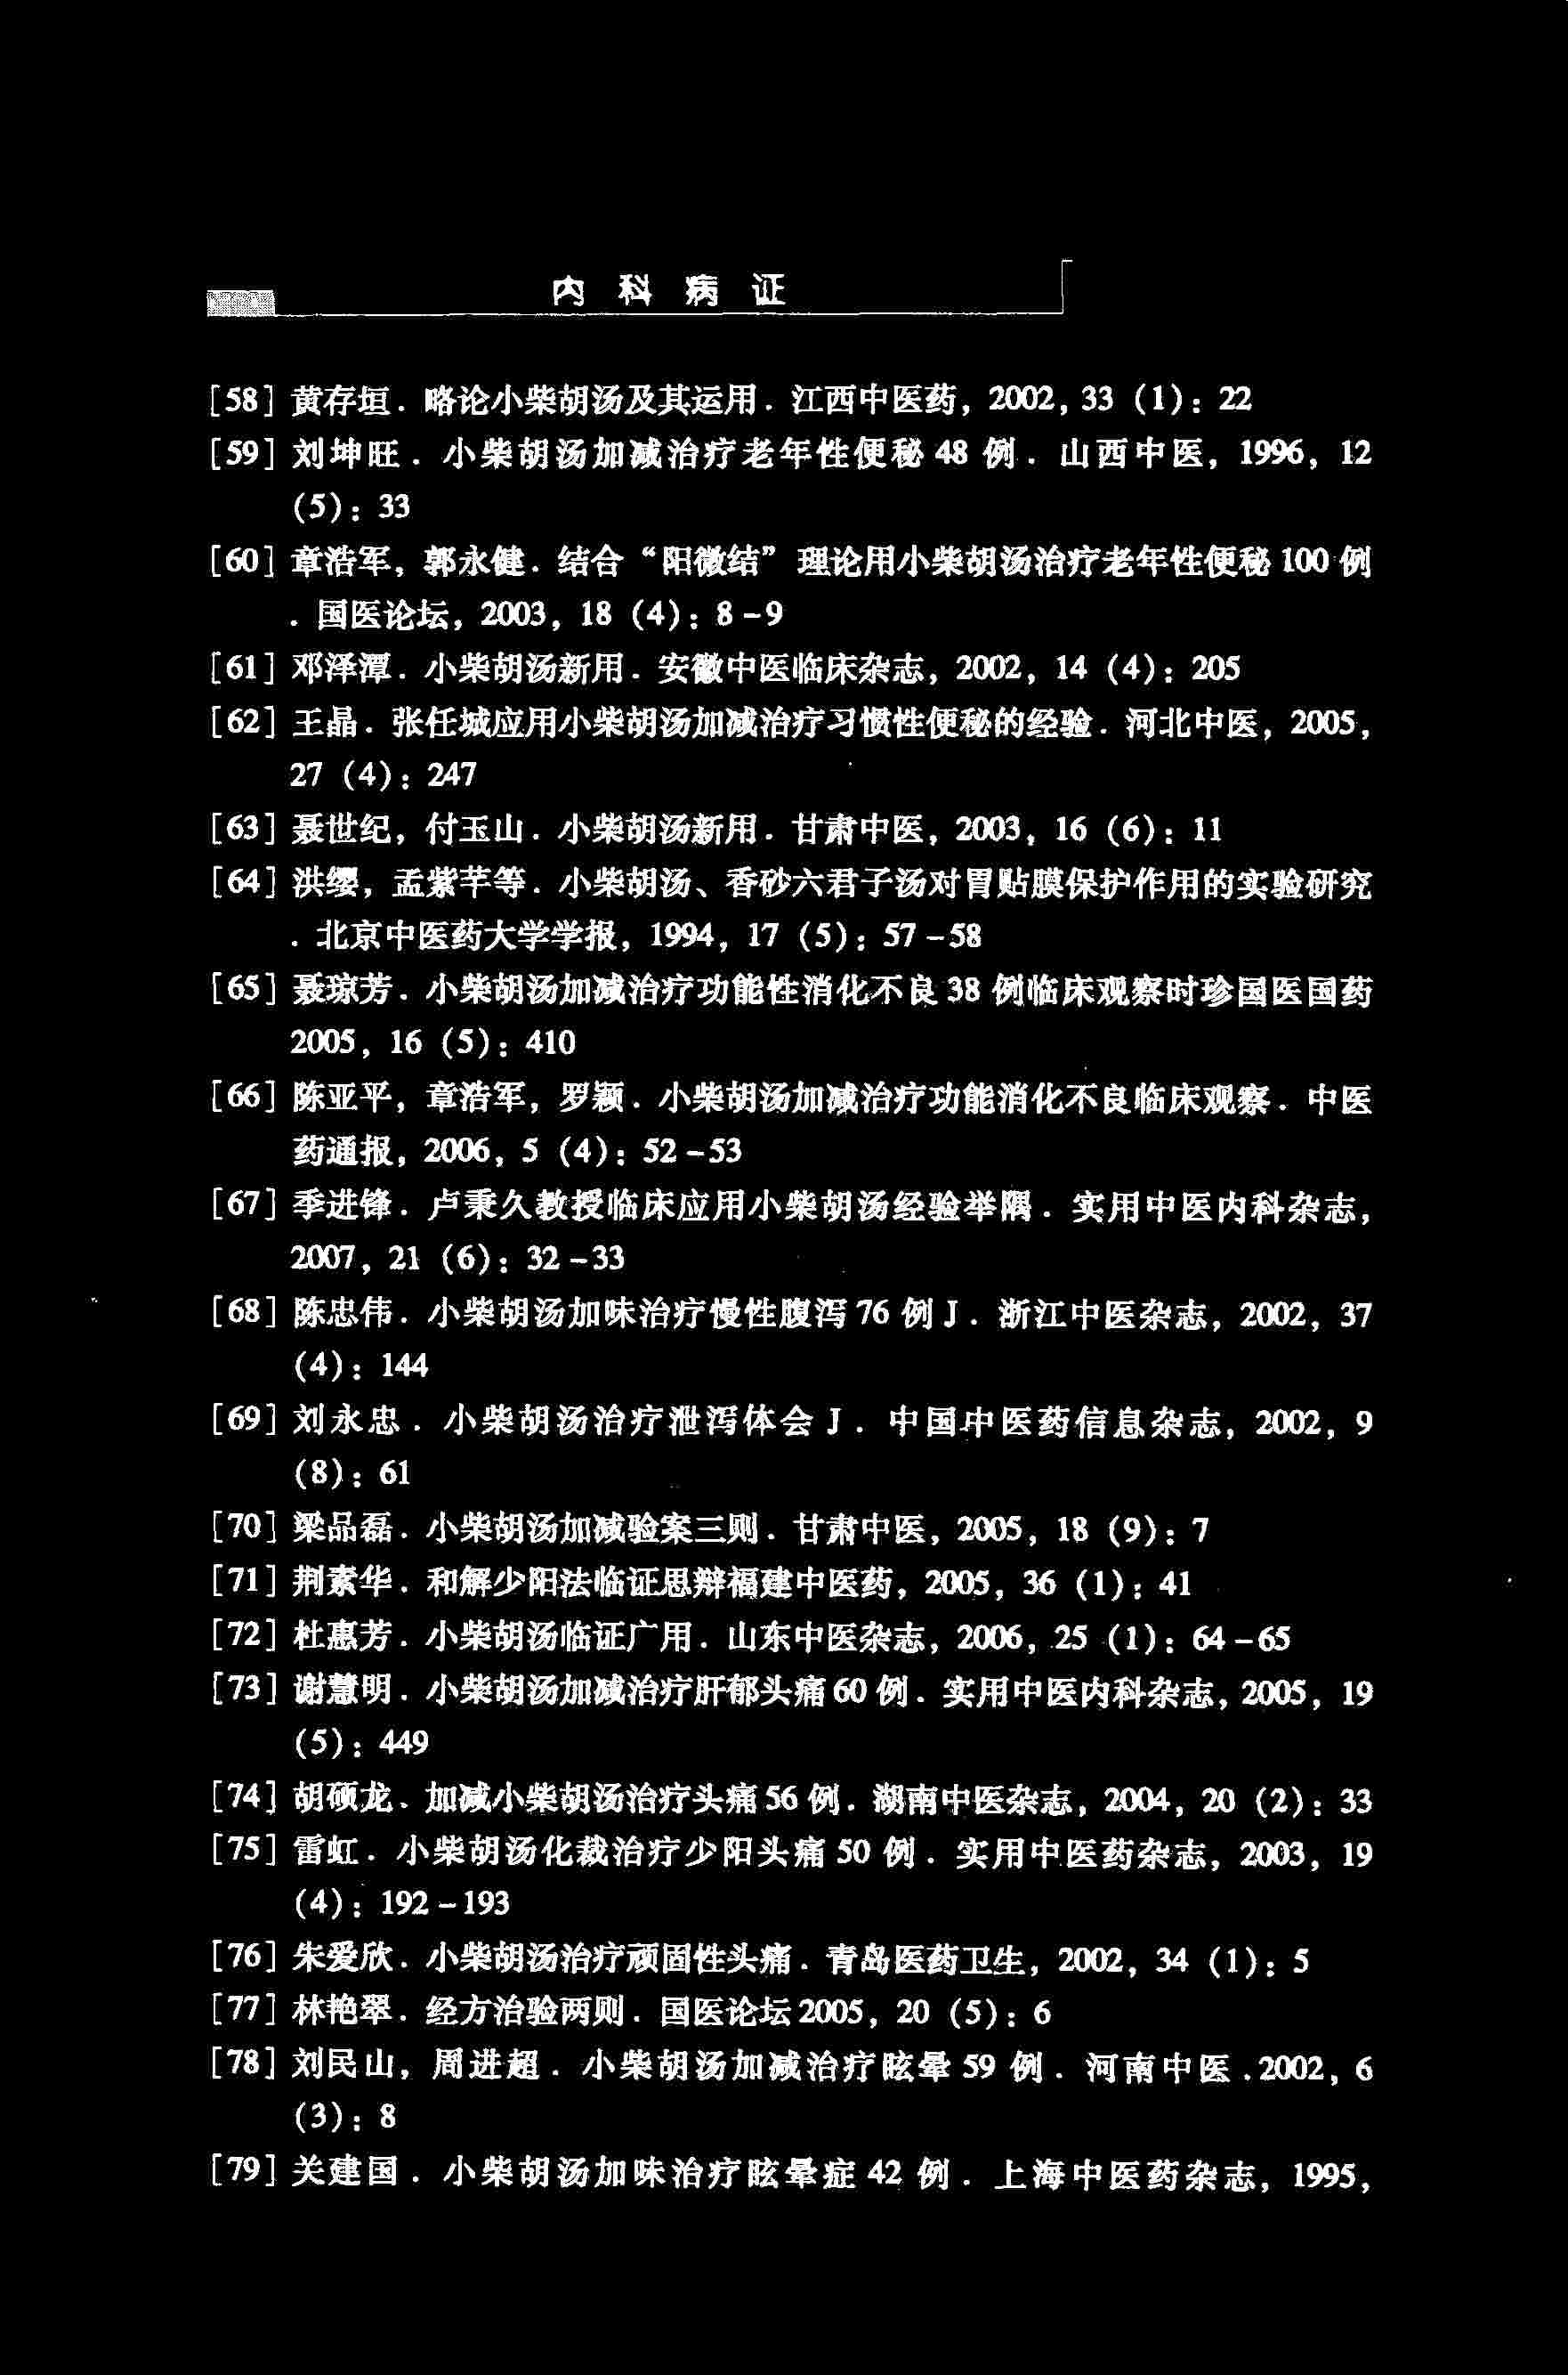 内科病证
[58] 黄存垣．略论小柴胡汤及其运用．江西中医药，2002，33（1）：22
[59] 刘坤旺．小柴胡汤加减治疗老年性便秘48例．山西中医，1996，12
（5）：33
[60] 章浩军，郭永健．结合“阳微结”理论用小柴胡汤治疗老年性便秘100例
．国医论坛，2003，18（4）：8-9
[61] 邓泽潭．小柴胡汤新用．安徽中医临床杂志，2002，14（4）：205
[62] 王晶．张任城应用小柴胡汤加减治疗习惯性便秘的经验．河北中医，2005，
27（4）：247
[63] 聂世纪，付玉山．小柴胡汤新用．甘肃中医，2003，16（6）：11
[64] 洪缨，孟紫芊等．小柴胡汤、香砂六君子汤对胃贴膜保护作用的实验研究
．北京中医药大学学报，1994，17（5）：57-58
[65] 聂琼芳．小柴胡汤加减治疗功能性消化不良38例临床观察时珍国医国药
2005，16（5）：410
[66] 陈亚平，章浩军，罗颖．小柴胡汤加减治疗功能消化不良临床观察．中医
药通报，2006，5（4）：52-53
[67] 季进锋．卢秉久教授临床应用小柴胡汤经验举隅．实用中医内科杂志，
2007，21（6）：32-33
[68] 陈忠伟．小柴胡汤加味治疗慢性腹泻76例J．浙江中医杂志，2002，37
（4）：144
[69] 刘永忠．小柴胡汤治疗泄泻体会J．中国中医药信息杂志，2002，9
（8）：61
[70] 梁品磊．小柴胡汤加减验案三则．甘肃中医，2005，18（9）：7
[71] 荆素华．和解少阳法临证思辩福建中医药，2005，36（1）：41
[72] 杜惠芳．小柴胡汤临证广用．山东中医杂志，2006，25（1）：64-65
[73] 谢慧明．小柴胡汤加减治疗肝郁头痛60例．实用中医内科杂志，2005，19
（5）：449
[74] 胡硕龙、加减小柴胡汤治疗头痛56例．湖南中医杂志，2004，20（2）：33
[75] 雷虹．小柴胡汤化裁治疗少阳头痛50例．实用中医药杂志，2003，19
（4）：192-193
[76] 朱爱欣．小柴胡汤治疗顽固性头痛．青岛医药卫生，2002，34（1）：5
[77] 林艳翠．经方治验两则．国医论坛2005，20（5）：6
[78] 刘民山，周进超．小柴胡汤加减治疗眩晕59例．河南中医.2002，6
（3）：8
[79] 关建国．小柴胡汤加味治疗眩晕症42例．上海中医药杂志，1995，